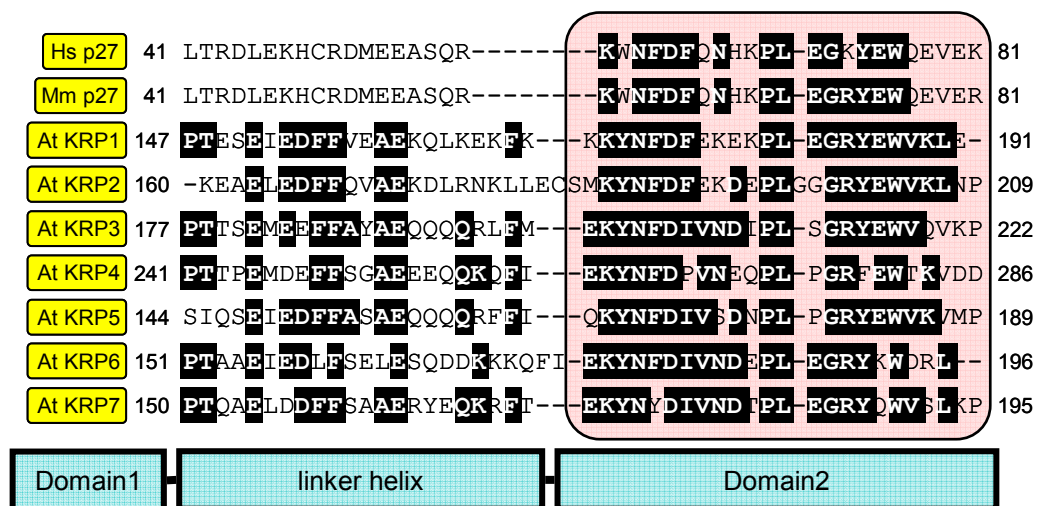 Hs p27 41 LTRDLEKHCRDMEEASQR--------KWNFDFQNHKPL-EGKYEWQEVEK 81
Mm p27 41 LTRDLEKHCRDMEEASQR--------KWNFDFQNHKPL-EGRYEWQEVER 81
At KRP1 147 PTESEIEDFFVEAEKQLKEKFK---KKYNFDFEKEKPL-EGRYEWVKLE- 191
At KRP2 160 -KEAELEDFFQVAEKDLRNKLLECSMKYNFDFEKDEPLGGGRYEWVKLNP 209
At KRP3 177 PTTSEMEEFFAYAEQQQQRLFM---EKYNFDIVNDIPL-SGRYEWVQVKP 222
At KRP4 241 PTTPEMDEFFSGAEEEQQKQFI---EKYNFDPVNEQPL-PGRFEWTKVDD 286
At KRP5 144 SIQSEIEDFFASAEQQQQRFFI---QKYNFDIVSDNPL-PGRYEWVKVMP 189
At KRP6 151 PTAAEIEDLFSELESQDDKKKQFI-EKYNFDIVNDEPL-EGRYKWDRL-- 196
At KRP7 150 PTQAELDDFFSAAERYEQKRFT---EKYNYDIVNDTPL-EGRYQWVSLKP 195
Domain1 linker helix Domain2